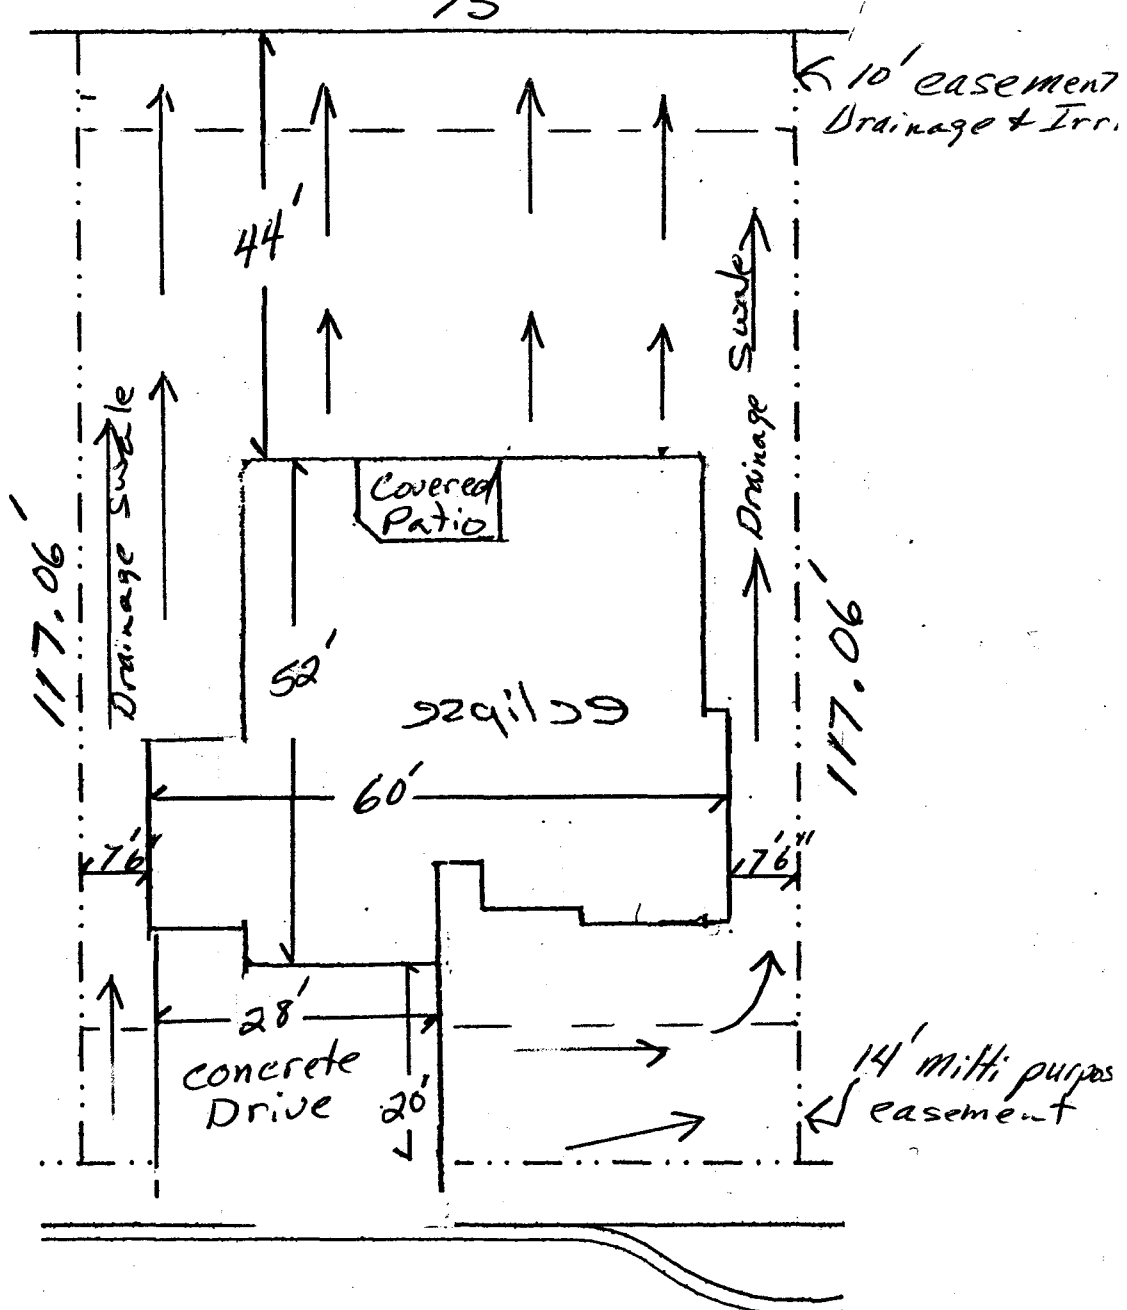 75
10' easement
Drainage & Irr.
44'
Drainage Swale
Drainage Swale
Covered
Patio
117.06'
117.06'
52'
Eclipse
60'
7'6"
7'6"
28'
Concrete
Drive
20'
14' milti purpos
easement